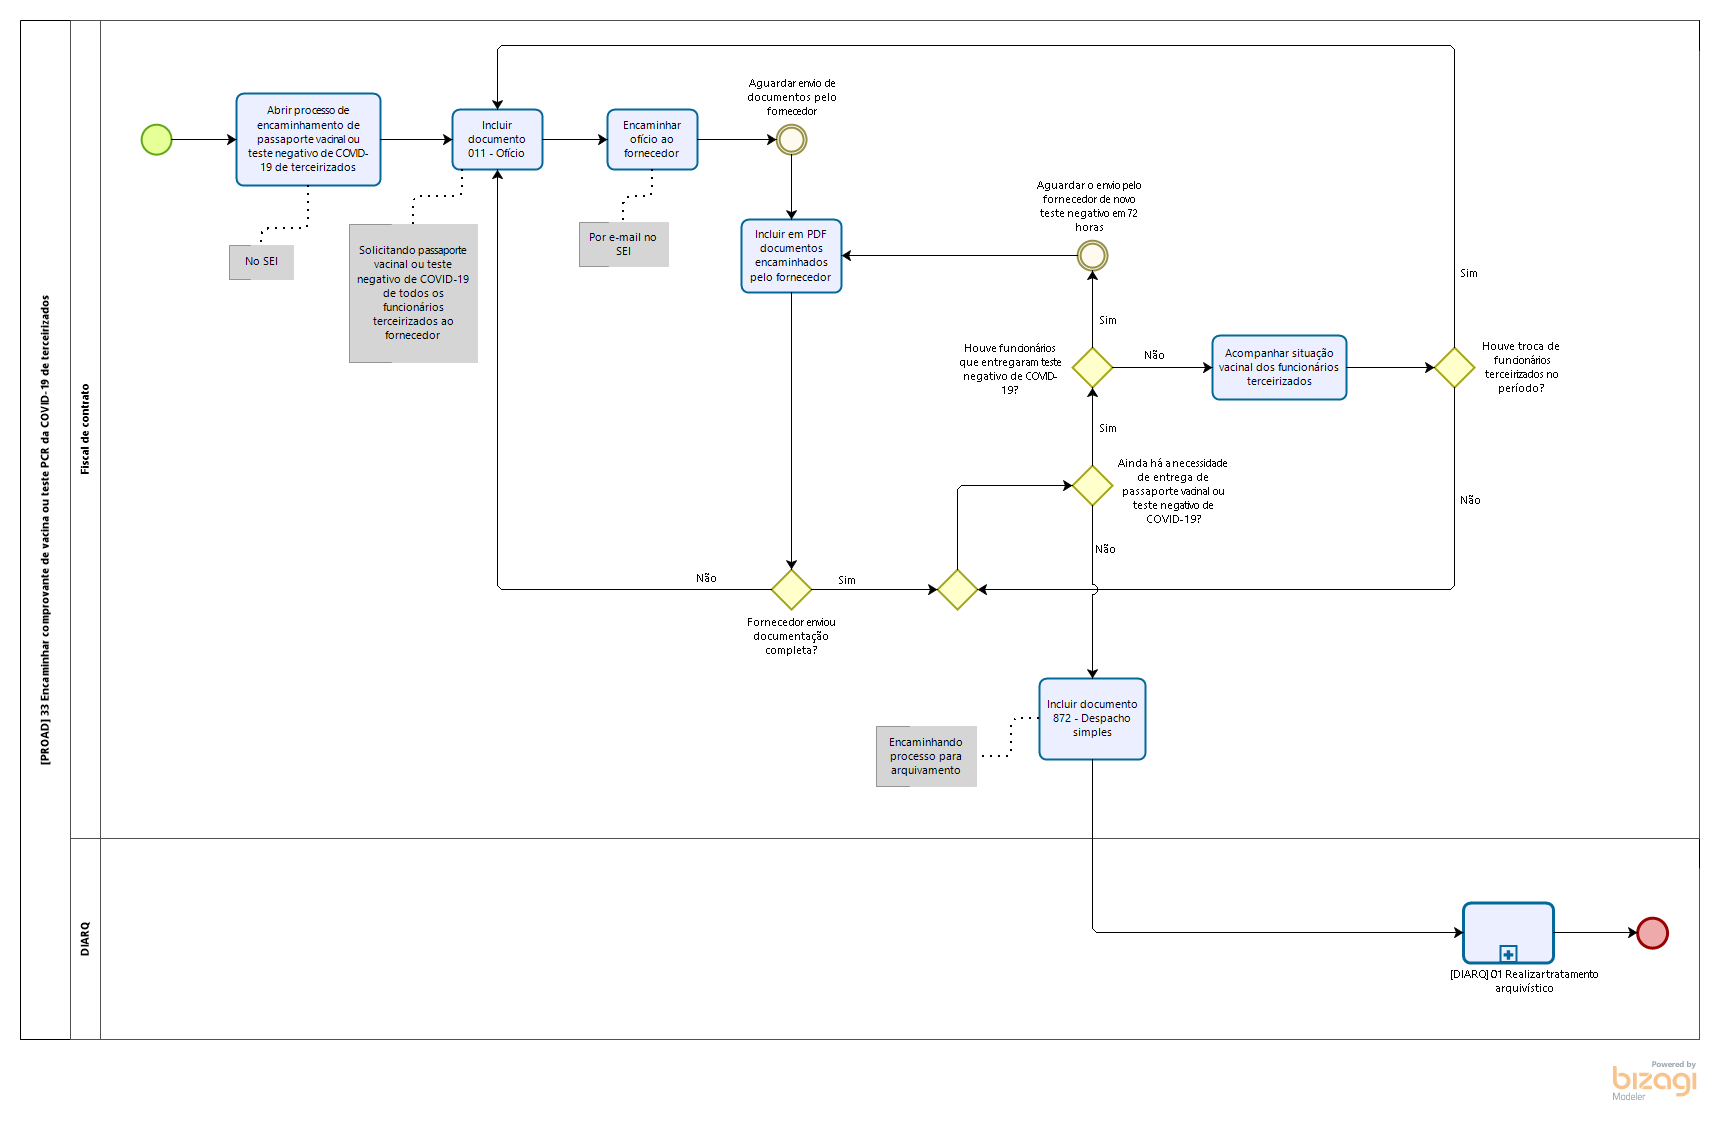 [PROAD] 33 Encaminhar comprovante de vacina ou teste PCR da COVID-19 de terceirizados
Fiscal de contrato
Abrir processo de
encaminhamento de
passaporte vacinal ou
teste negativo de COVID-
19 de terceirizados
No SEI
Incluir
documento
011 - Ofício
Solicitando passaporte
vacinal ou teste
negativo de COVID-19
de todos os
funcionários
terceirizados ao
fornecedor
Encaminhar
ofício ao
fornecedor
Por e-mail no
SEI
Aguardar envio de
documentos pelo
fornecedor
Incluir em PDF
documentos
encaminhados
pelo fornecedor
Aguardar o envio pelo
fornecedor de novo
teste negativo em 72
horas
Sim
Sim
Houve funcionários
que entregaram teste
negativo de COVID-
19?
Não
Acompanhar situação
vacinal dos funcionários
terceirizados
Houve troca de
funcionários
terceirizados no
período?
Sim
Ainda há a necessidade
de entrega de
passaporte vacinal ou
teste negativo de
COVID-19?
Não
Não
Não
Sim
Fornecedor enviou
documentação
completa?
Incluir documento
872 - Despacho
simples
Encaminhando
processo para
arquivamento
DIARQ
[DIARQ] 01 Realizar tratamento
arquivístico
Powered by
bizagi
Modeler